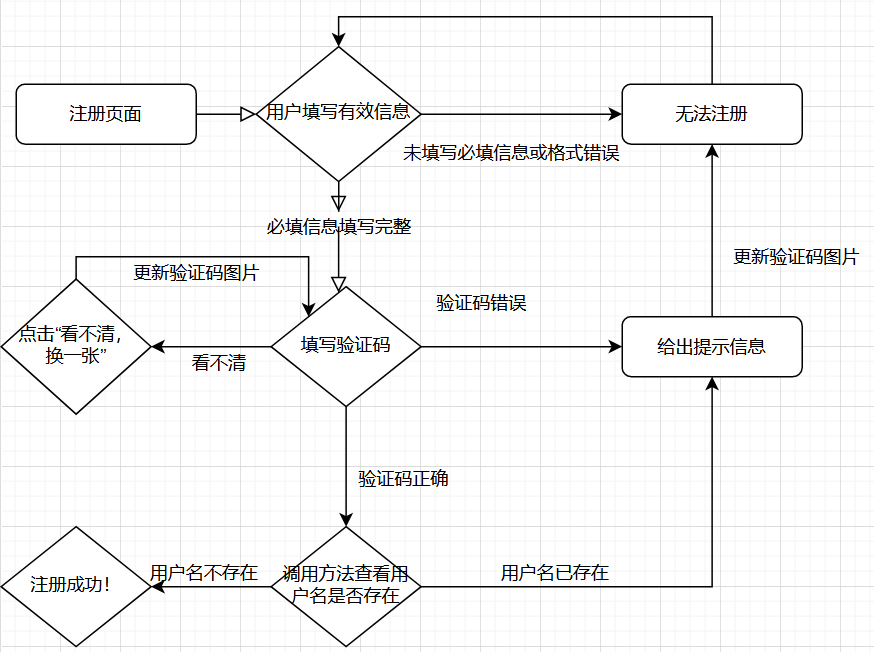 注册页面
用户填写有效信息
无法注册
未填写必填信息或格式错误
必填信息填写完整
更新验证码图片
更新验证码图片
验证码错误
点击“看不清，
换一张”
看不清
填写验证码
给出提示信息
验证码正确
注册成功！
用户名不存在
调用方法查看用
户名是否存在
用户名已存在